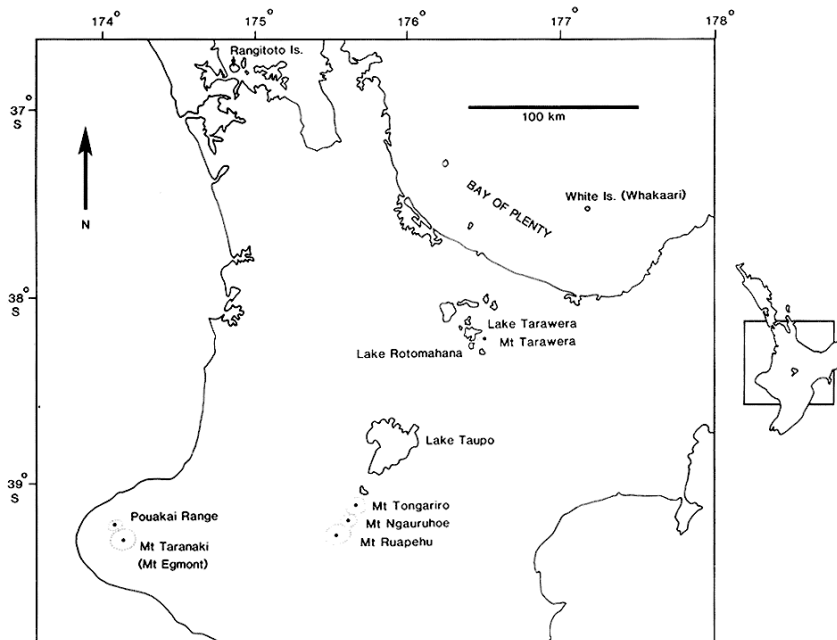 174°
175°
176°
177°
178°
Rangitoto Is.
37°
S
100 km
N
BAY OF PLENTY
White Is. (Whakaari)
38°
S
Lake Tarawera
Mt Tarawera
Lake Rotomahana
Lake Taupo
39°
S
Mt Tongariro
Mt Ngauruhoe
Mt Ruapehu
Pouakai Range
Mt Taranaki
(Mt Egmont)